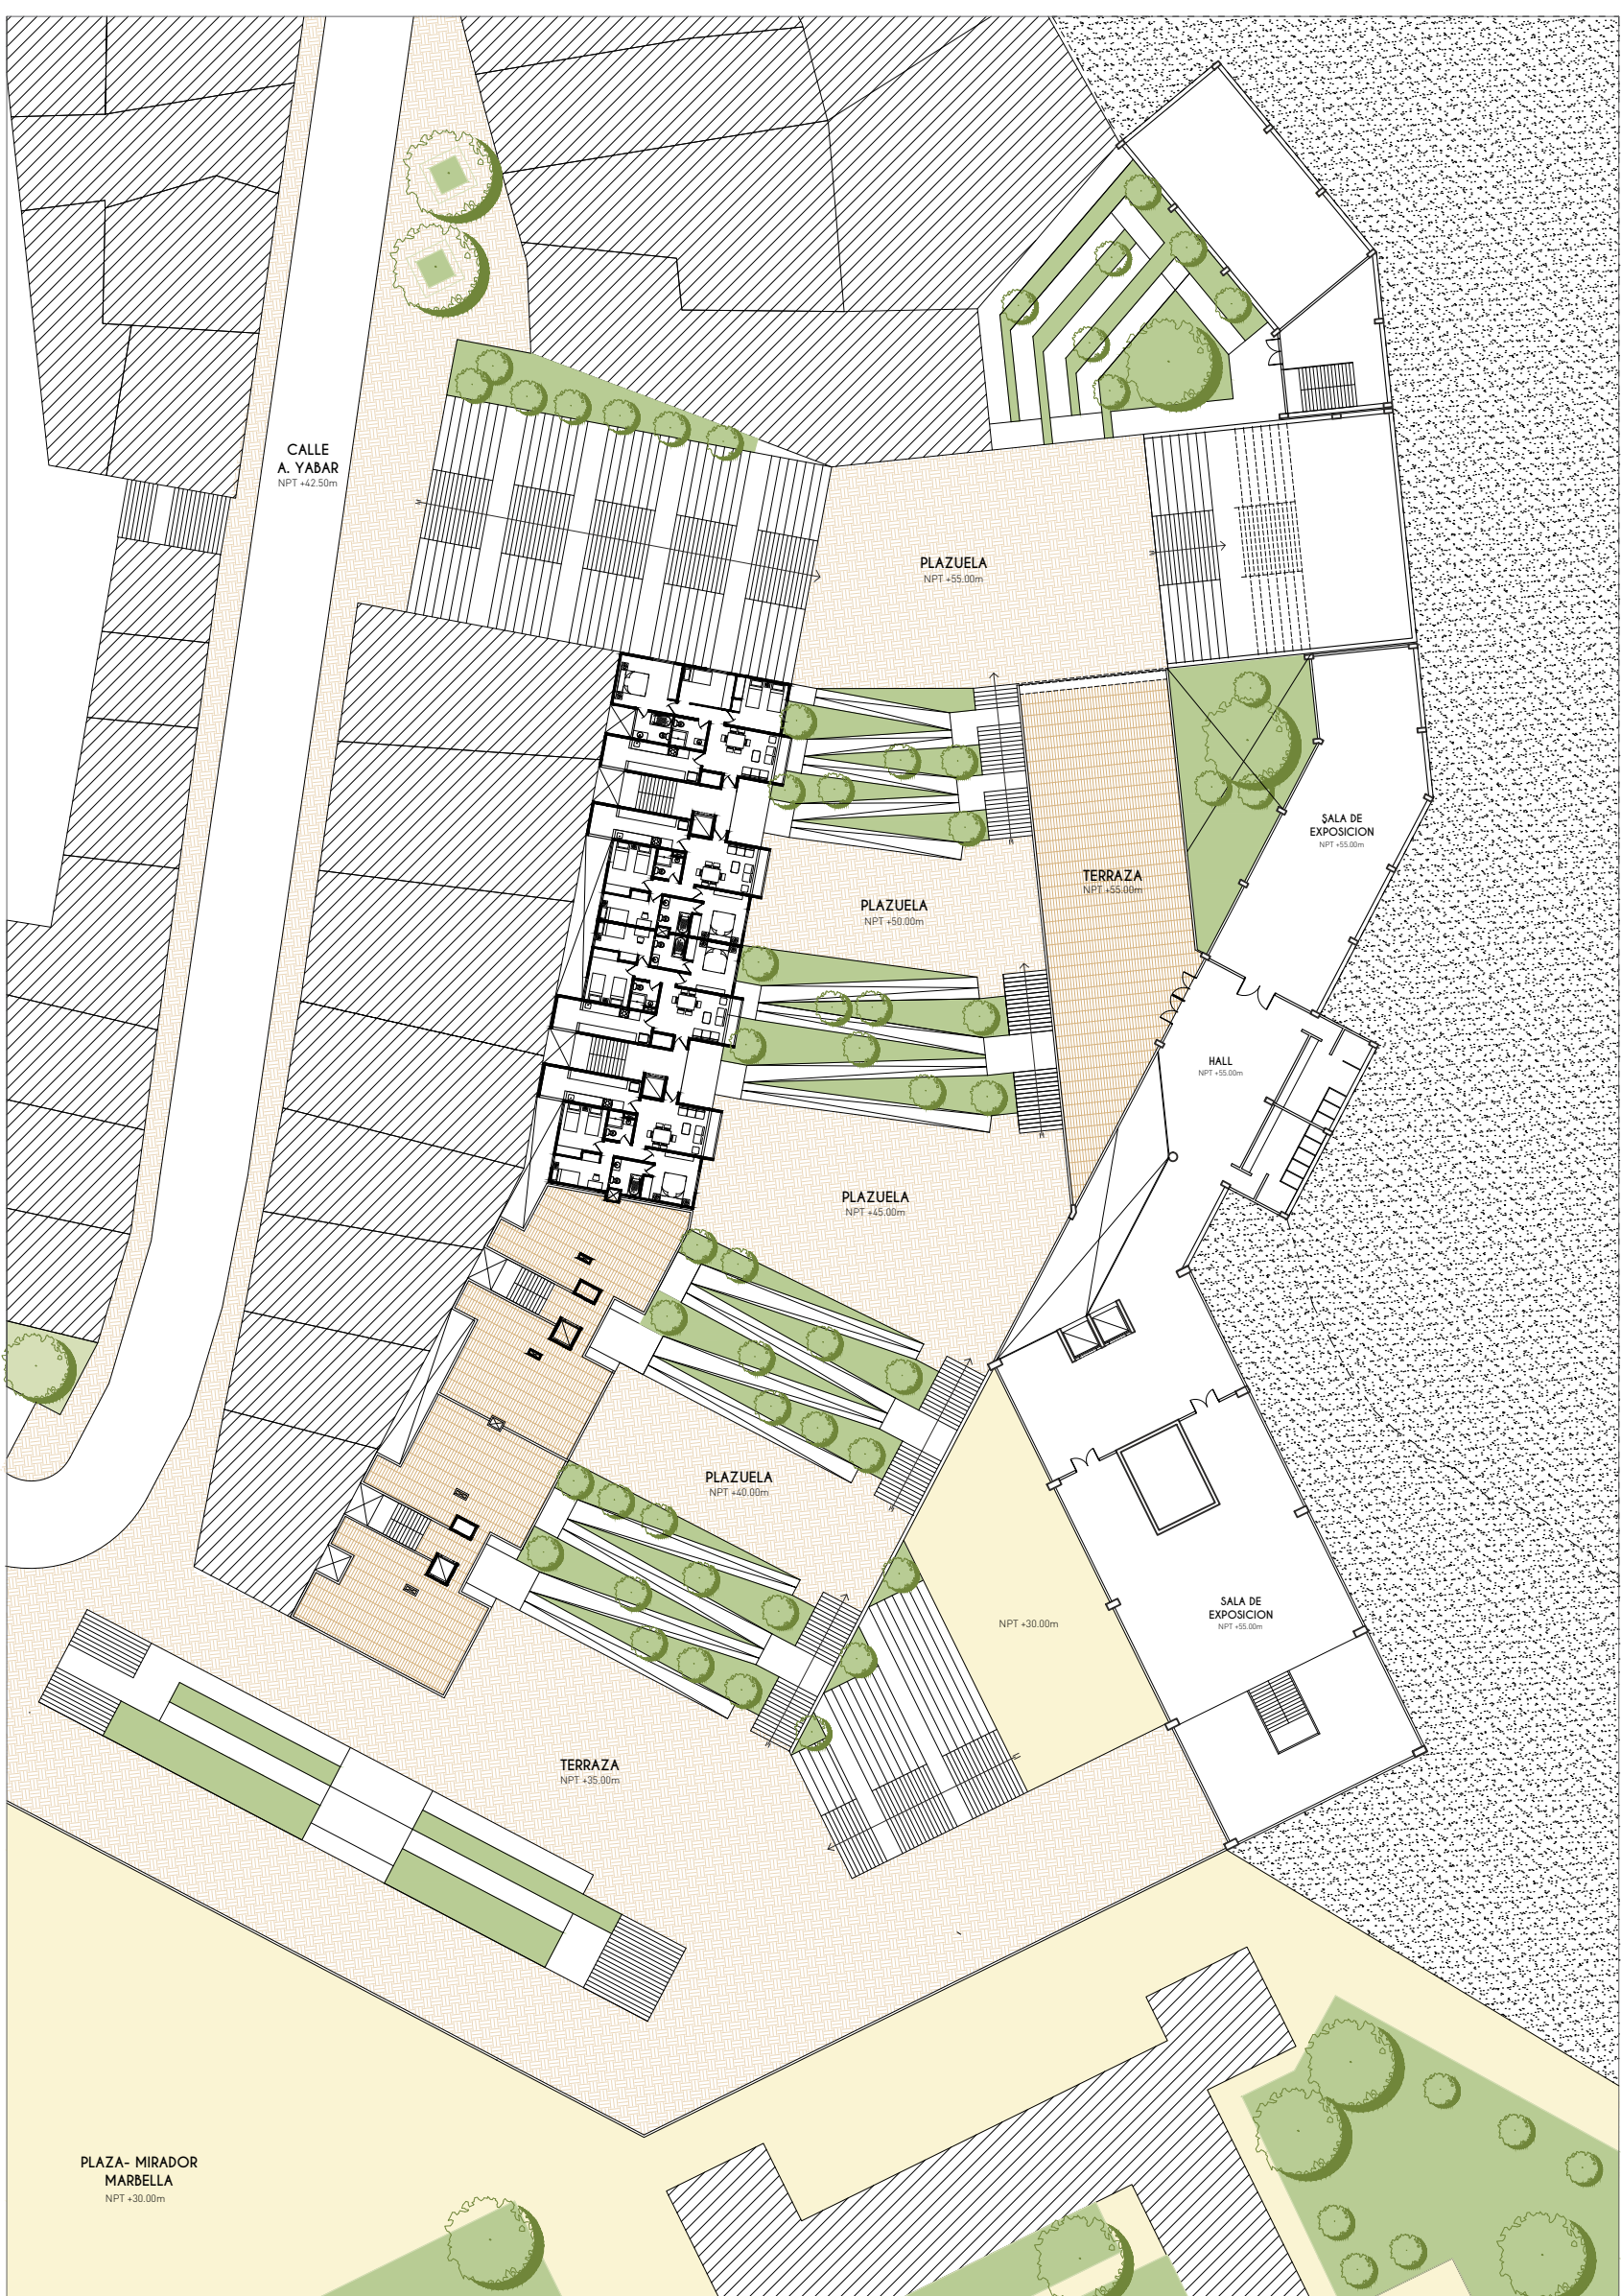 CALLE
A. YABAR
NPT +42.50m
PLAZUELA
NPT +55.00m
SALA DE
EXPOSICION
NPT +55.00m
TERRAZA
NPT +55.00m
PLAZUELA
NPT +50.00m
HALL
NPT +55.00m
PLAZUELA
NPT +45.00m
PLAZUELA
NPT +40.00m
SALA DE
EXPOSICION
NPT +55.00m
NPT +30.00m
TERRAZA
NPT +35.00m
PLAZA- MIRADOR
MARBELLA
NPT +30.00m